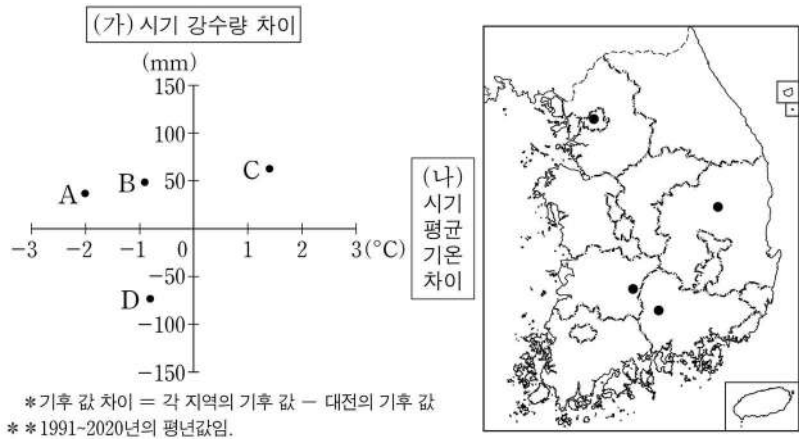 (가) 시기 강수량 차이
(mm)
150
100
50
A
B
C
(나)
시기
평균
기온
차이
-3
-2
-1
0
1
2
3(℃)
-50
D
-100
-150
*기후 값 차이 = 각 지역의 기후 값 - 대전의 기후 값
**1991~2020년의 평년값임.